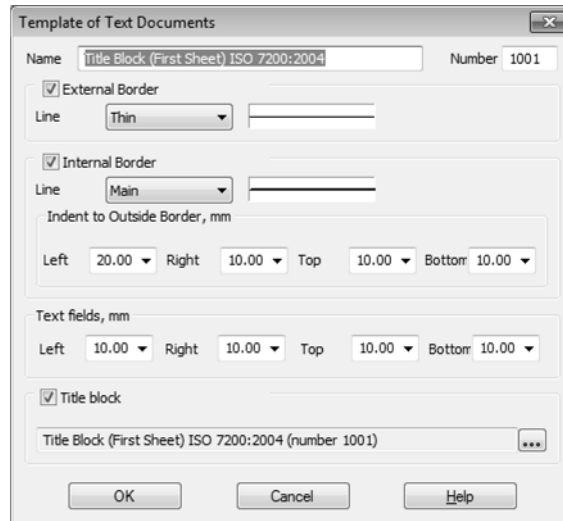 Template of Text Documents
Name Title Block (First Sheet) ISO 7200:2004 Number 1001
External Border
Line Thin
Internal Border
Line Main
Indent to Outside Border, mm
Left 20.00 Right 10.00 Top 10.00 Bottom 10.00
Text fields, mm
Left 10.00 Right 10.00 Top 10.00 Bottom 10.00
Title block
Title Block (First Sheet) ISO 7200:2004 (number 1001) ...
OK Cancel Help